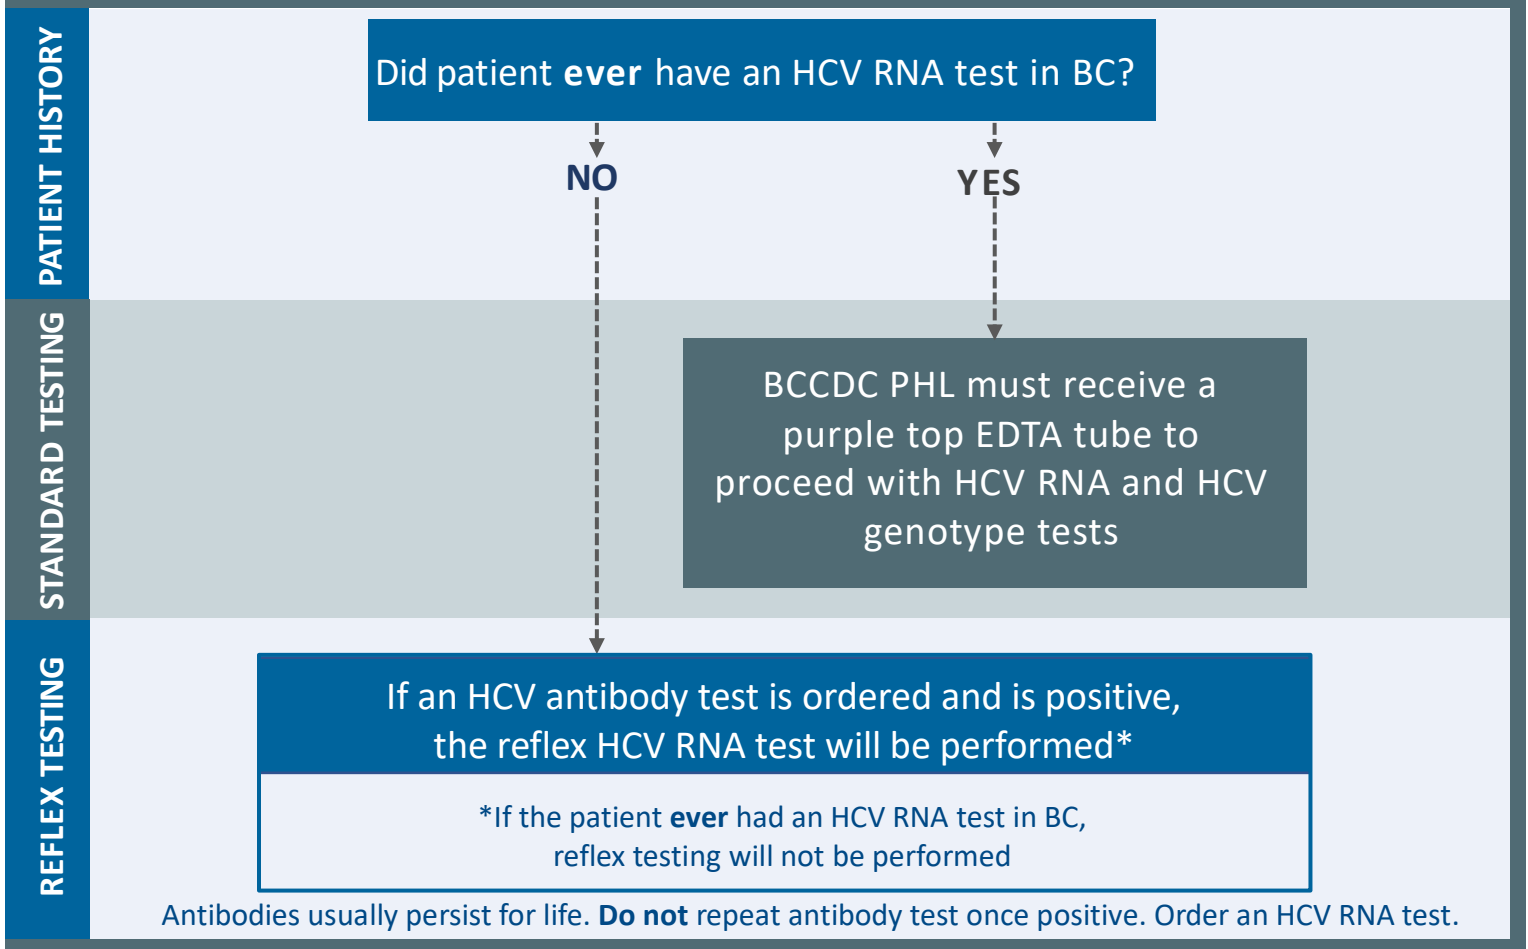 PATIENT HISTORY
Did patient ever have an HCV RNA test in BC?
NO
YES
STANDARD TESTING
BCCDC PHL must receive a
purple top EDTA tube to
proceed with HCV RNA and HCV
genotype tests
REFLEX TESTING
If an HCV antibody test is ordered and is positive,
the reflex HCV RNA test will be performed*
*If the patient ever had an HCV RNA test in BC,
reflex testing will not be performed
Antibodies usually persist for life. Do not repeat antibody test once positive. Order an HCV RNA test.